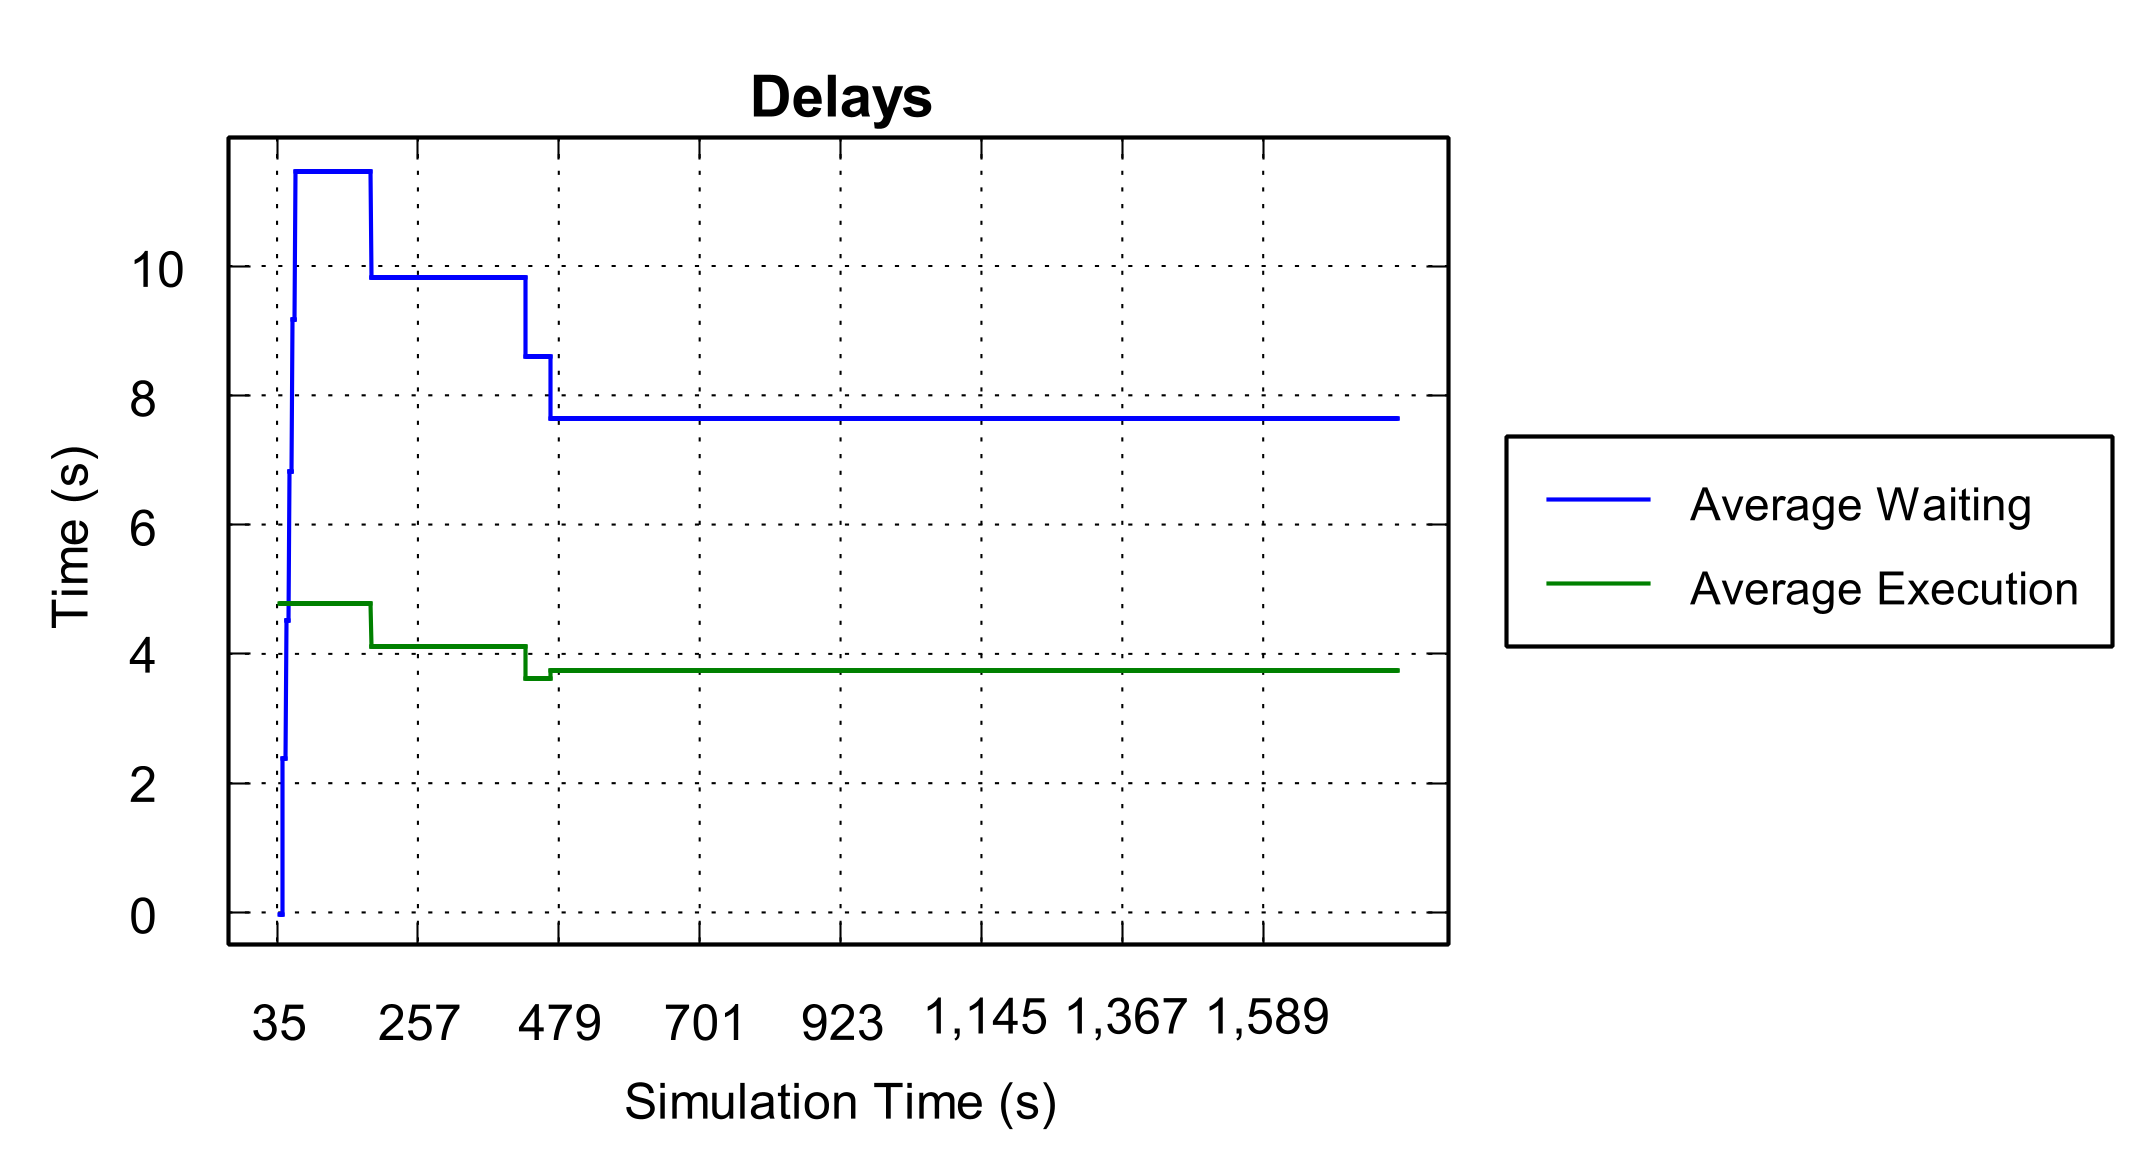 Delays
10
8
6
4
2
0
Time (s)
35 257 479 701 923 1,145 1,367 1,589
Simulation Time (s)
Average Waiting
Average Execution